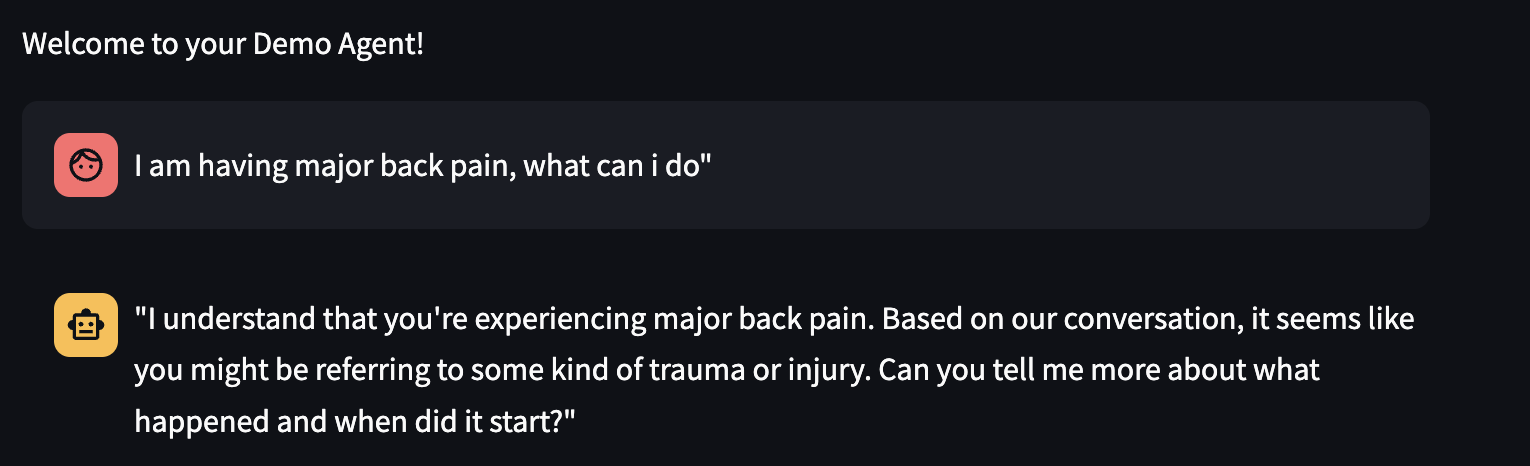 Welcome to your Demo Agent!
I am having major back pain, what can i do"
"I understand that you're experiencing major back pain. Based on our conversation, it seems like
you might be referring to some kind of trauma or injury. Can you tell me more about what
happened and when did it start?"